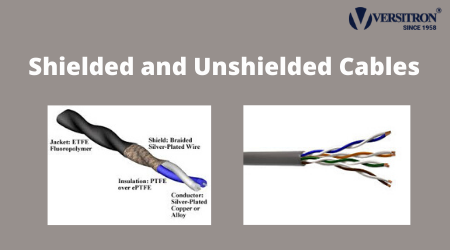 VERSITRON®
SINCE 1958
Shielded and Unshielded Cables
Jacket: ETFE
Fluoropolymer
Shield: Braided
Silver-Plated Wire
Insulation: PTFE
over ePTFE
Conductor:
Silver-Plated
Copper or
Alloy